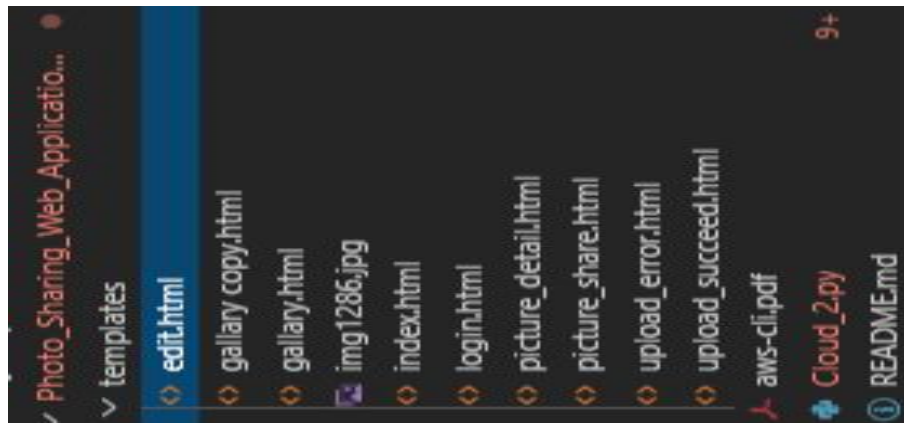 Photo_Sharing_Web_Applicatio...
templates
edit.html
gallary copy.html
gallary.html
img1286.jpg
index.html
login.html
picture_detail.html
picture_share.html
upload_error.html
upload_succeed.html
aws-cli.pdf
Cloud_2.py 9+
README.md